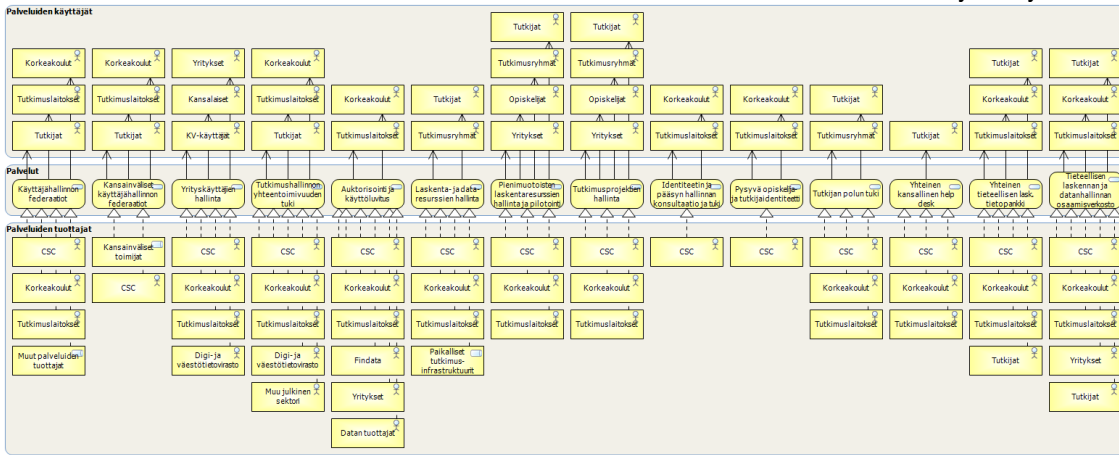 Palveluiden käyttäjät
Tutkijat
Tutkijat
Korkeakoulut
Korkeakoulut
Yritykset
Korkeakoulut
Tutkimusryhmät
Tutkimusryhmät
Tutkijat
Tutkijat
Tutkimuslaitokset
Tutkimuslaitokset
Kansalaiset
Tutkimuslaitokset
Korkeakoulut
Tutkijat
Opiskelijat
Opiskelijat
Korkeakoulut
Korkeakoulut
Tutkijat
Korkeakoulut
Korkeakoulut
Tutkijat
Tutkijat
KV-käyttäjät
Tutkijat
Tutkimuslaitokset
Tutkimusryhmät
Yritykset
Yritykset
Tutkimuslaitokset
Tutkimuslaitokset
Tutkimusryhmät
Tutkijat
Tutkimuslaitokset
Tutkimuslaitokset
Palvelut
Käyttäjähallinnon
federaatiot
Kansainväliset
käyttäjähallinnon
federaatiot
Yrityskäyttäjien
hallinta
Tutkimushallinnon
yhteentoimivuuden
tuki
Auktorisointi ja
käyttöluvitus
Laskenta- ja data-
resurssien hallinta
Pienimuotoisten
laskentaresurssien
hallinta ja pilotointi
Tutkimusprojektien
hallinta
Identiteetin ja
pääsyn hallinnan
konsultaatio ja tuki
Pysyvä opiskelija-
ja tutkijaidentiteetti
Tutkijan polun tuki
Yhteinen
kansallinen help
desk
Yhteinen
tieteellisen lask.
tietopankki
Tieteellisen
laskennan ja
datanhallinnan
osaamisverkosto
Palveluiden tuottajat
CSC
Kansainväliset
toimijat
CSC
CSC
CSC
CSC
CSC
CSC
CSC
CSC
CSC
CSC
CSC
CSC
Korkeakoulut
CSC
Korkeakoulut
Korkeakoulut
Korkeakoulut
Korkeakoulut
Korkeakoulut
Korkeakoulut
Korkeakoulut
Korkeakoulut
Korkeakoulut
Korkeakoulut
Tutkimuslaitokset
Tutkimuslaitokset
Tutkimuslaitokset
Tutkimuslaitokset
Tutkimuslaitokset
Tutkimuslaitokset
Tutkimuslaitokset
Tutkimuslaitokset
Tutkimuslaitokset
Tutkimuslaitokset
Tutkimuslaitokset
Muut palveluiden
tuottajat
Digi- ja
väestötietovirasto
Digi- ja
väestötietovirasto
Findata
Paikalliset
tutkimus-
infrastruktuurit
Tutkijat
Yritykset
Muu julkinen
sektori
Yritykset
Tutkijat
Datan tuottajat